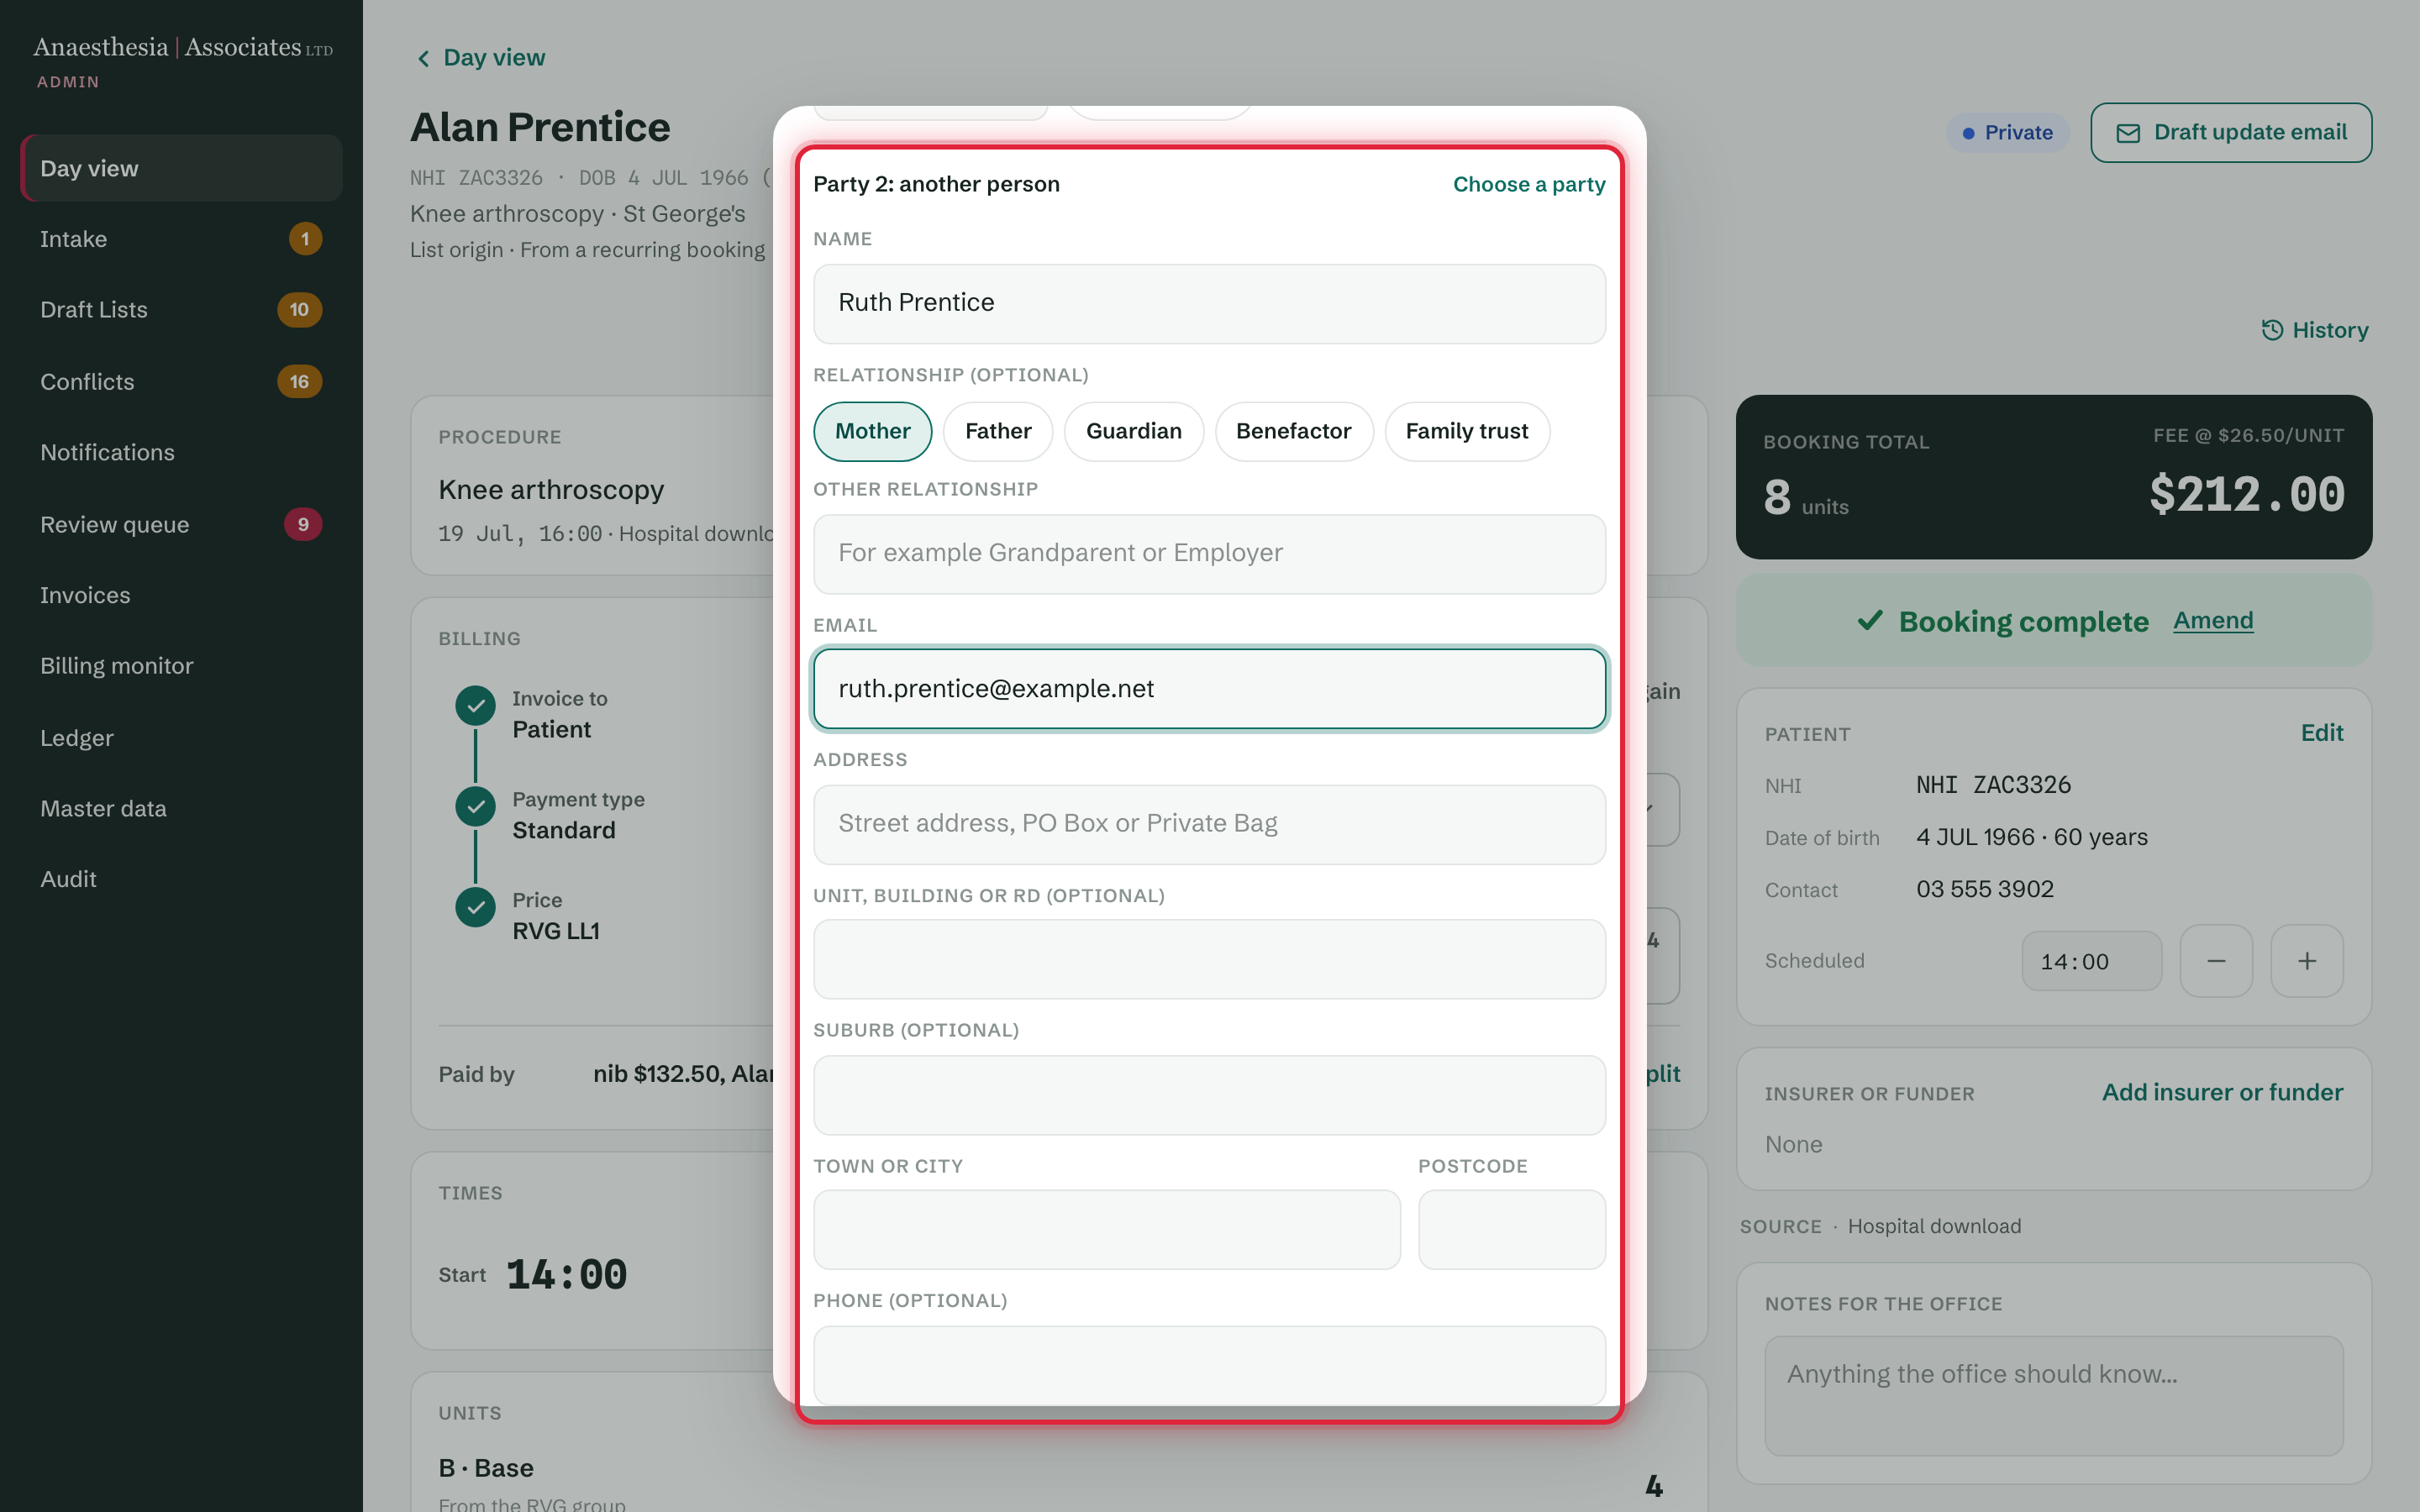 Anaesthesia | Associates LTD
ADMIN
Day view
Intake 1
Draft Lists 10
Conflicts 16
Notifications
Review queue 9
Invoices
Billing monitor
Ledger
Master data
Audit
Day view
Alan Prentice
NHI ZAC3326 · DOB 4 JUL 1966 (
Knee arthroscopy · St George's
List origin · From a recurring booking
Private
Draft update email
History
PROCEDURE
Knee arthroscopy
19 Jul, 16:00 · Hospital downlo
BILLING
Invoice to
Patient
Payment type
Standard
Price
RVG LL1
Paid by nib $132.50, Alan
plit
TIMES
Start 14:00
UNITS
B · Base
From the RVG group
4
Party 2: another person
Choose a party
NAME
Ruth Prentice
RELATIONSHIP (OPTIONAL)
Mother Father Guardian Benefactor Family trust
OTHER RELATIONSHIP
For example Grandparent or Employer
EMAIL
ruth.prentice@example.net
ADDRESS
Street address, PO Box or Private Bag
UNIT, BUILDING OR RD (OPTIONAL)
SUBURB (OPTIONAL)
TOWN OR CITY POSTCODE
PHONE (OPTIONAL)
gain
4
BOOKING TOTAL FEE @ $26.50/UNIT
8 units $212.00
Booking complete Amend
PATIENT Edit
NHI NHI ZAC3326
Date of birth 4 JUL 1966 · 60 years
Contact 03 555 3902
Scheduled 14:00
INSURER OR FUNDER Add insurer or funder
None
SOURCE · Hospital download
NOTES FOR THE OFFICE
Anything the office should know...